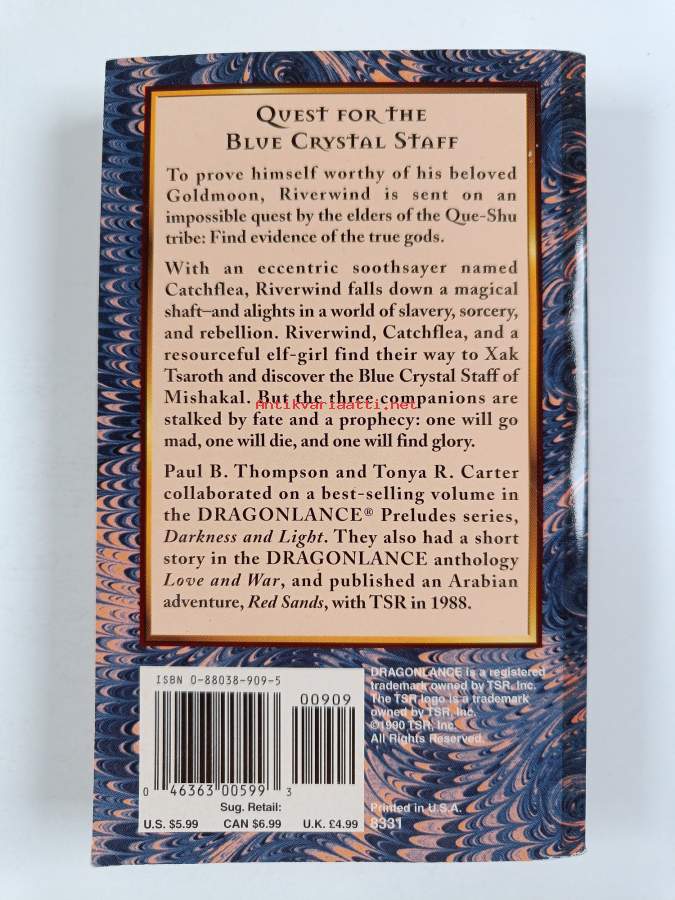 QUEST FOR THE
BLUE CRYSTAL STAFF
To prove himself worthy of his beloved
Goldmoon, Riverwind is sent on an
impossible quest by the elders of the Que-Shu
tribe: Find evidence of the true gods.
With an eccentric soothsayer named
Catchflea, Riverwind falls down a magical
shaft–and alights in a world of slavery, sorcery,
and rebellion. Riverwind, Catchflea, and a
resourceful elf-girl find their way to Xak
Tsaroth and discover the Blue Crystal Staff of
Mishakal. But the three companions are
Antikvariaatti.net
stalked by fate and a prophecy: one will go
mad, one will die, and one will find glory.
Paul B. Thompson and Tonya R. Carter
collaborated on a best-selling volume in
the DRAGONLANCE® Preludes series,
Darkness and Light. They also had a short
story in the DRAGONLANCE anthology
Love and War, and published an Arabian
adventure, Red Sands, with TSR in 1988.
ISBN 0-88038-909-5
00909
0 46363 00599 3
Sug. Retail:
U.S. $5.99 CAN $6.99 U.K. £4.99
DRAGONLANCE is a registered
trademark owned by TSR, Inc.
The TSR logo is a trademark
owned by TSR, Inc.
©1990 TSR, Inc.
All Rights Reserved.
Printed in U.S.A.
8331